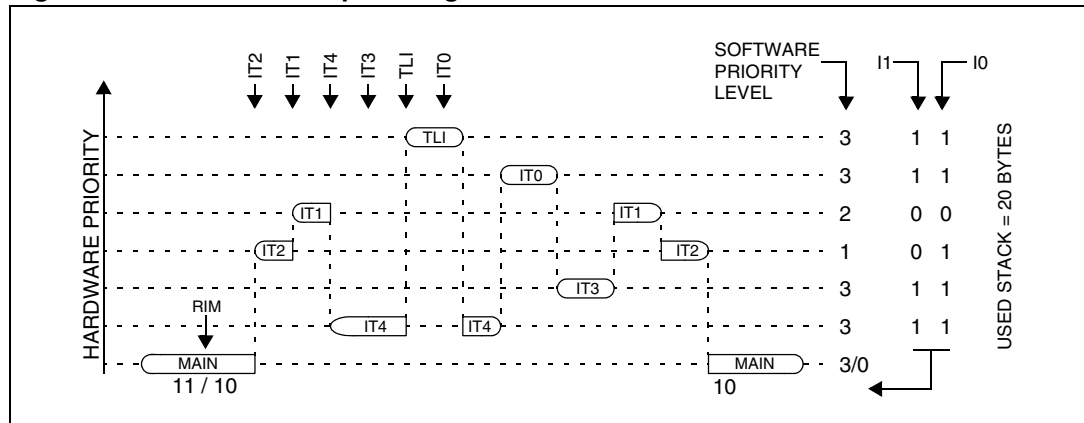 IT2
IT1
IT4
IT3
TLI
IT0
SOFTWARE
PRIORITY
LEVEL
I1
I0
HARDWARE PRIORITY
TLI
3
1 1
IT0
3
1 1
IT1
IT1
2
0 0
IT2
IT2
1
0 1
IT3
3
1 1
RIM
IT4
IT4
3
1 1
MAIN
MAIN
3/0
11 / 10
10
USED STACK = 20 BYTES